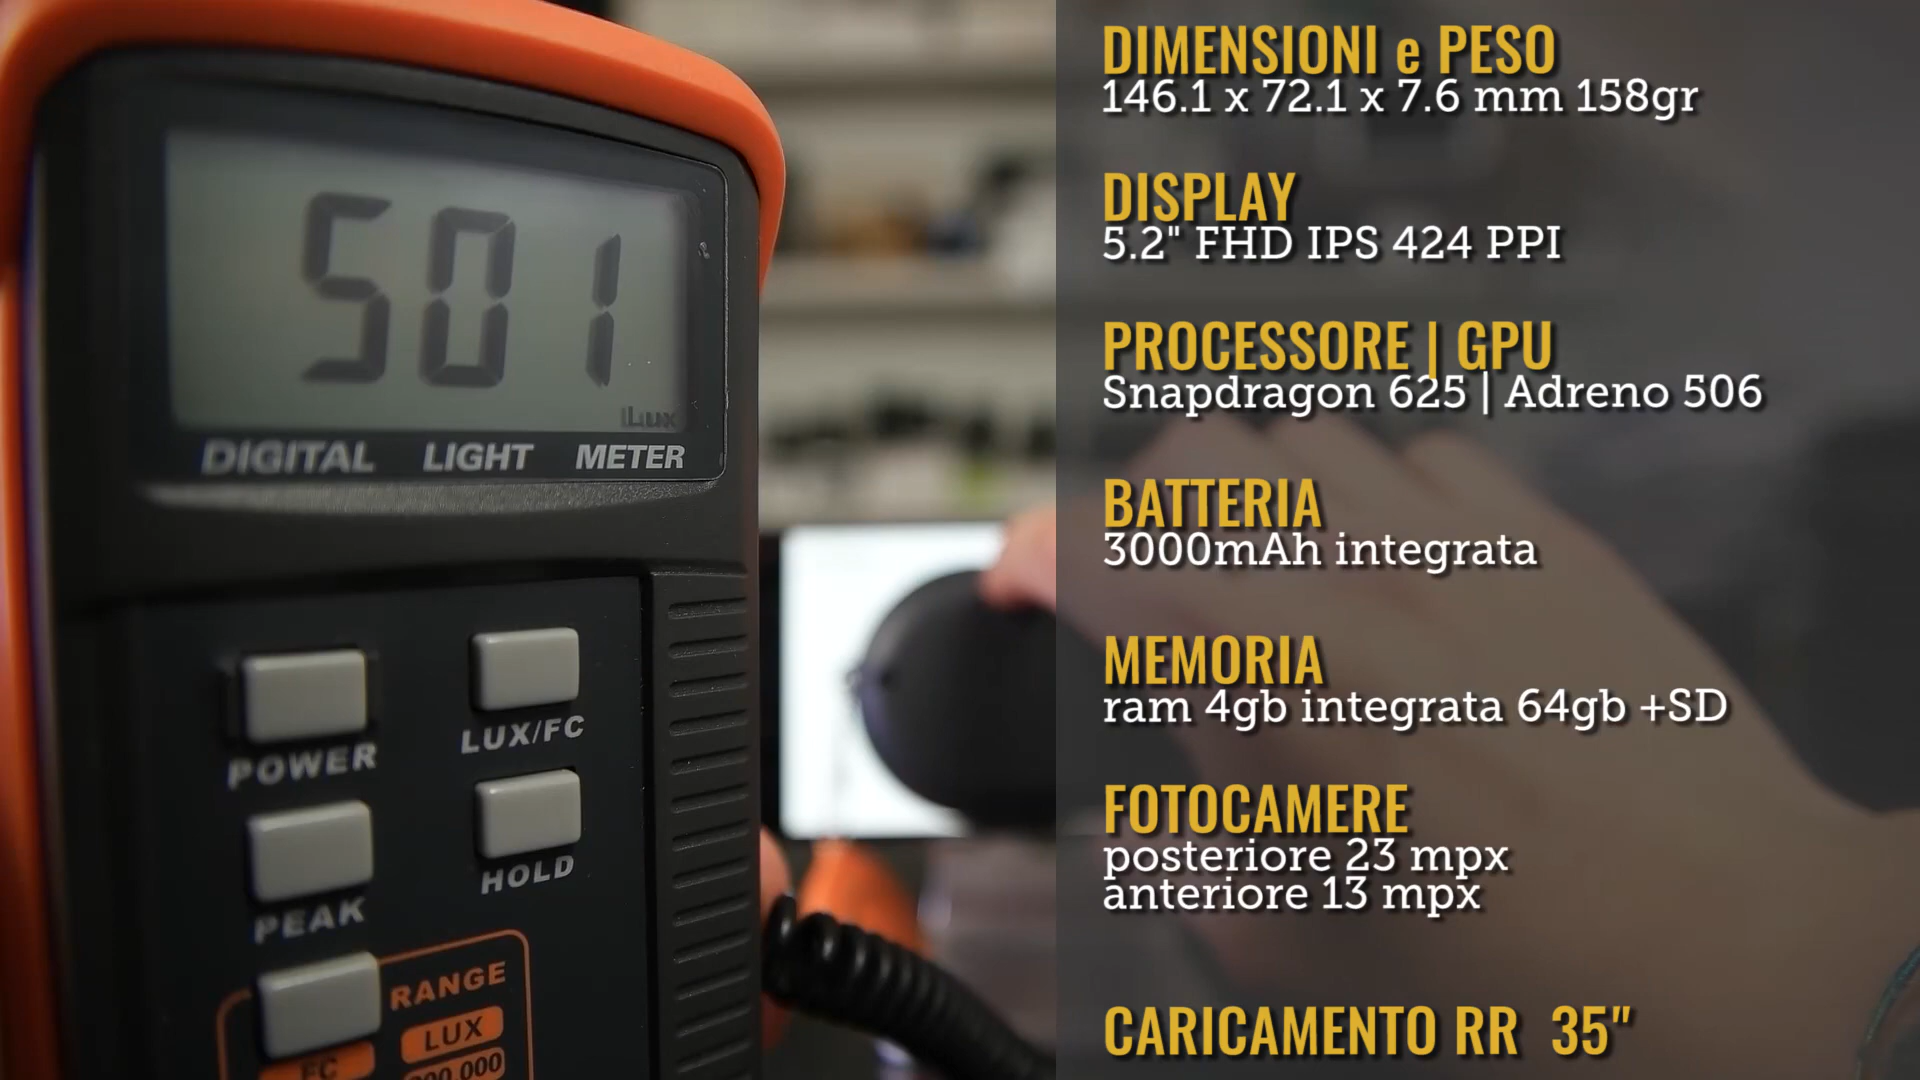 501
Lux
DIGITAL LIGHT METER
POWER
LUX/FC
PEAK
HOLD
RANGE
LUX
FC
DIMENSIONI e PESO
146.1 x 72.1 x 7.6 mm 158gr
DISPLAY
5.2" FHD IPS 424 PPI
PROCESSORE | GPU
Snapdragon 625 | Adreno 506
BATTERIA
3000mAh integrata
MEMORIA
ram 4gb integrata 64gb +SD
FOTOCAMERE
posteriore 23 mpx
anteriore 13 mpx
CARICAMENTO RR 35"